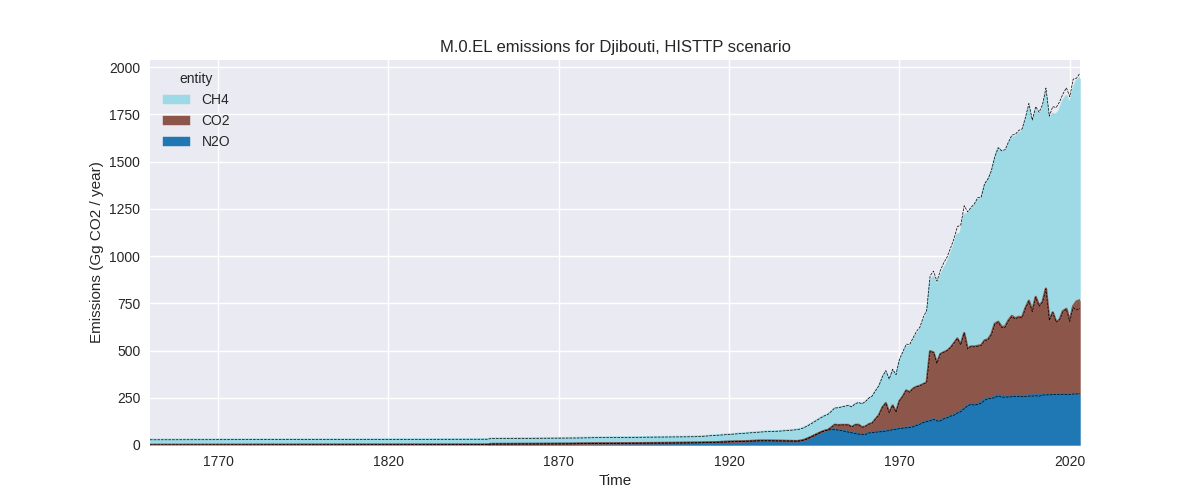 M.0.EL emissions for Djibouti, HISTTP scenario
Emissions (Gg CO2 / year)
2000
1750
1500
1250
1000
750
500
250
0
entity
CH4
CO2
N2O
1770
1820
1870
1920
1970
2020
Time